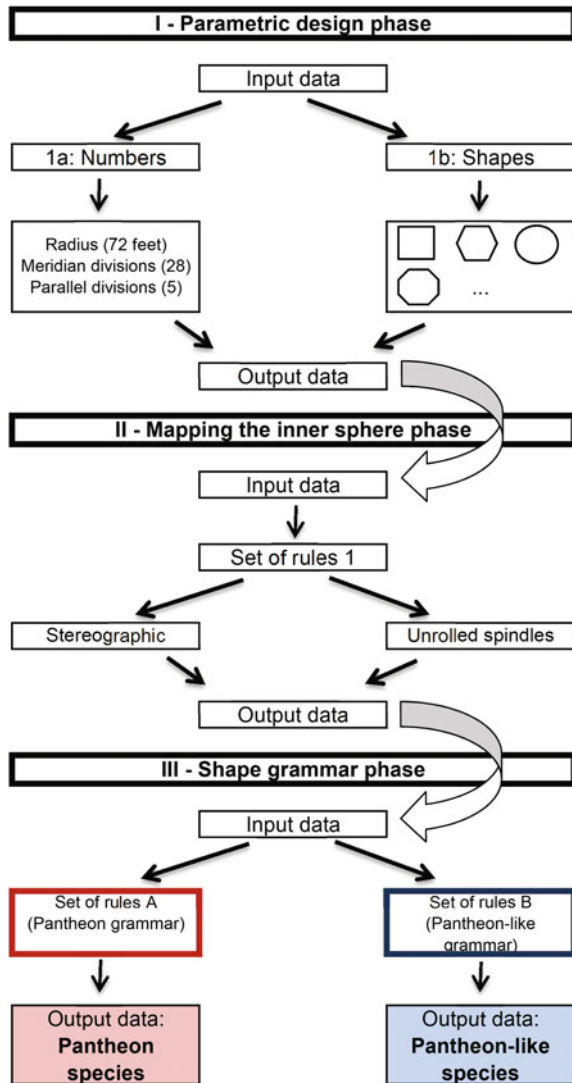 I - Parametric design phase
Input data
1a: Numbers
1b: Shapes
Radius (72 feet)
Meridian divisions (28)
Parallel divisions (5)
...
Output data
II - Mapping the inner sphere phase
Input data
Set of rules 1
Stereographic
Unrolled spindles
Output data
III - Shape grammar phase
Input data
Set of rules A
(Pantheon grammar)
Set of rules B
(Pantheon-like
grammar)
Output data:
Pantheon
species
Output data:
Pantheon-like
species